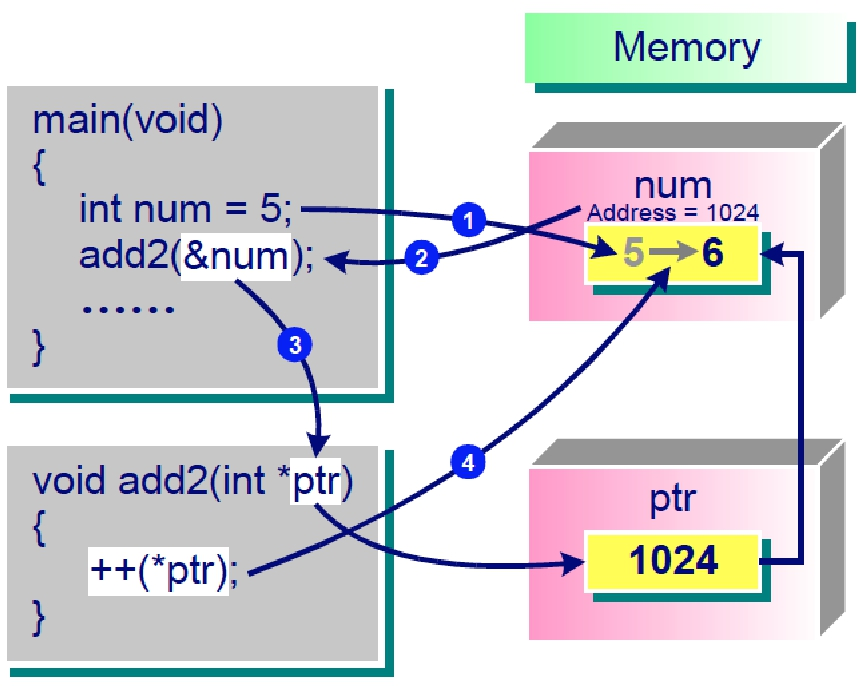 Memory
main(void)
{
int num = 5;
add2(&num);
......
}
1
2
3
4
num
Address = 1024
5 → 6
void add2(int *ptr)
{
++(*ptr);
}
ptr
1024